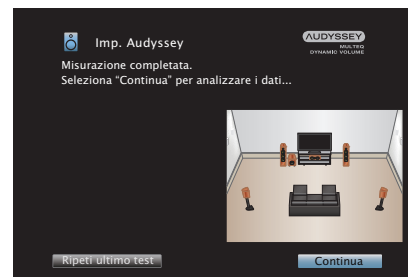 Imp. Audyssey
AUDYSSEY
MULTEQ
DYNAMIC VOLUME
Misurazione completata.
Seleziona “Continua” per analizzare i dati...
Ripeti ultimo test
Continua